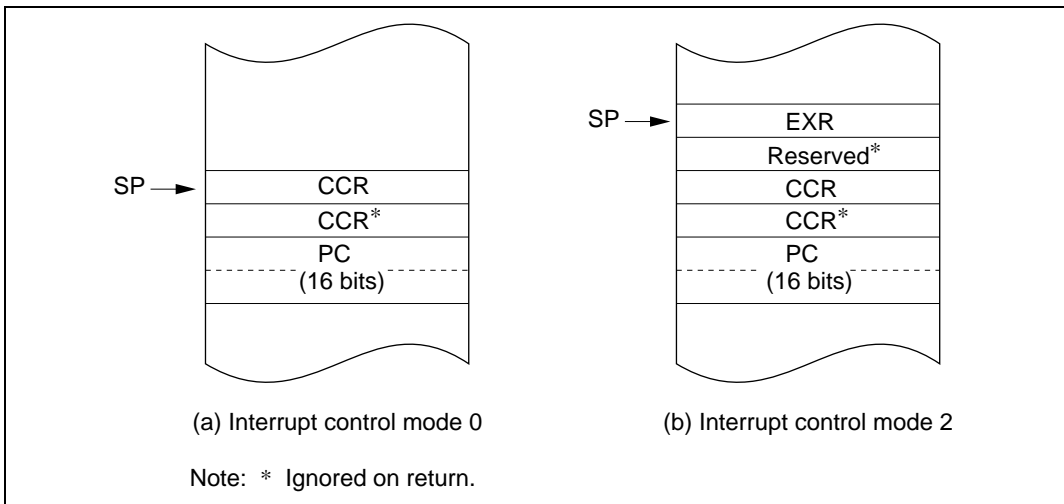 SP
CCR
CCR*
PC
(16 bits)
(a) Interrupt control mode 0
SP
EXR
Reserved*
CCR
CCR*
PC
(16 bits)
(b) Interrupt control mode 2
Note: * Ignored on return.